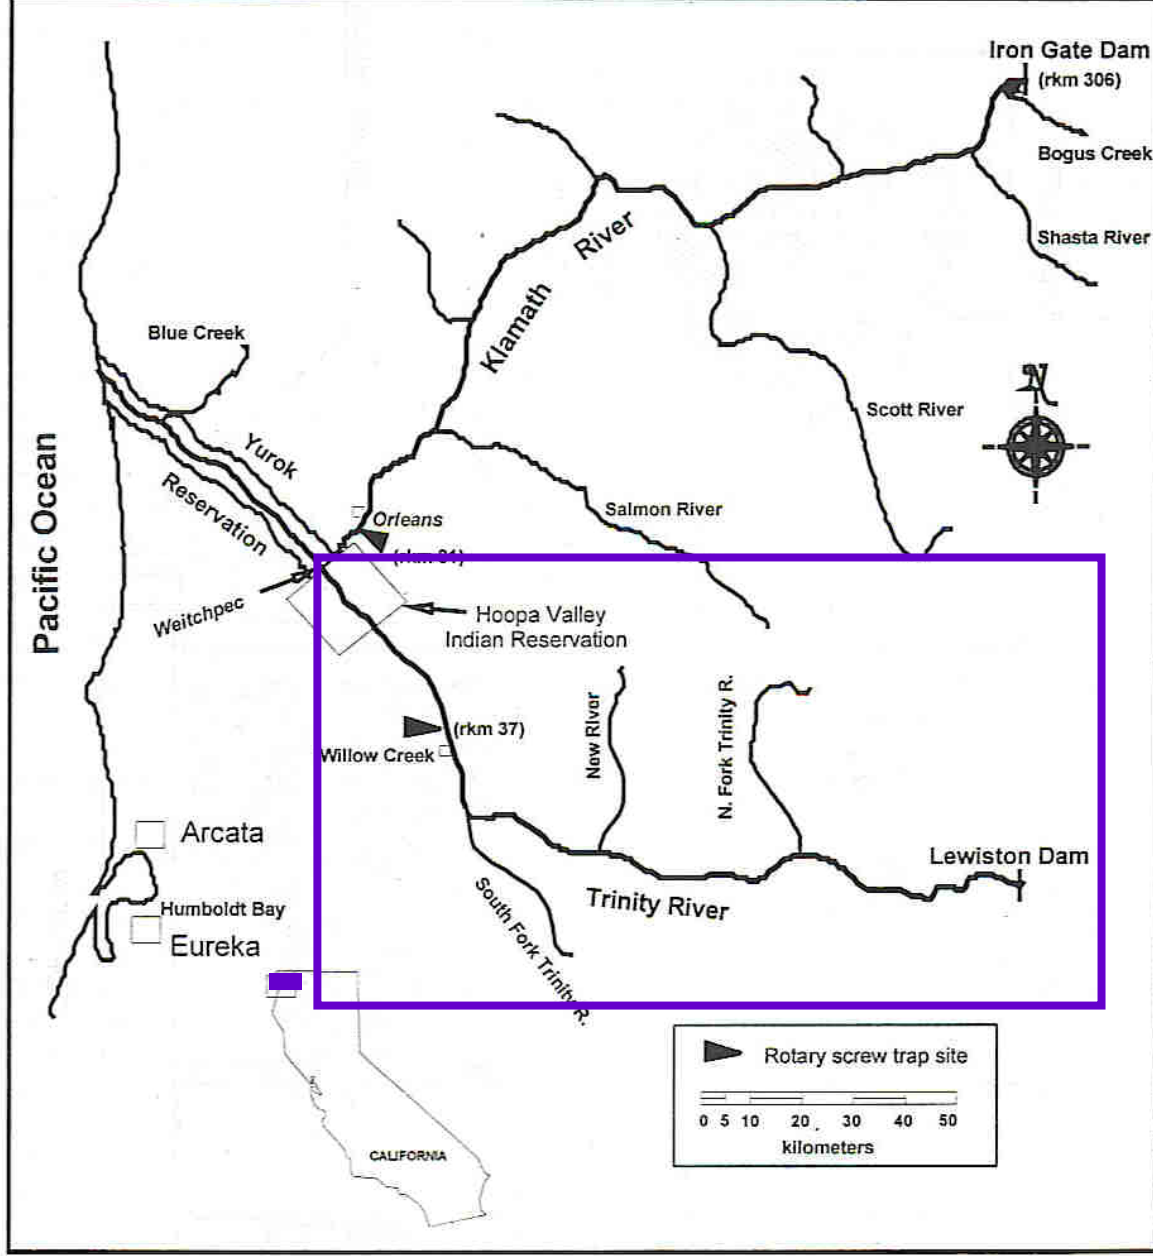 Iron Gate Dam
(rkm 306)
Bogus Creek
Shasta River
River
Klamath
Blue Creek
Scott River
N
Yurok
Reservation
Pacific Ocean
Salmon River
Orleans
Weitchpec
Hoopa Valley
Indian Reservation
(rkm 37)
Willow Creek
New River
N. Fork Trinity R.
Lewiston Dam
Trinity River
South Fork Trinity R.
Arcata
Humboldt Bay
Eureka
CALIFORNIA
Rotary screw trap site
0 5 10 20 30 40 50
kilometers